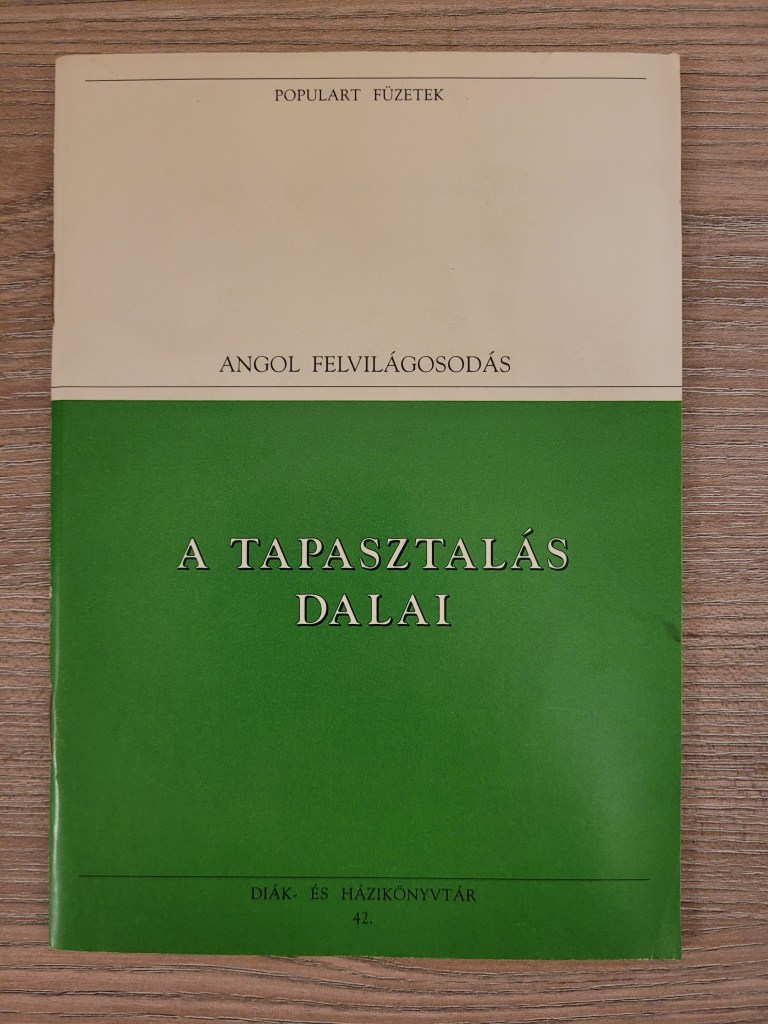 POPULART FÜZETEK
ANGOL FELVILÁGOSODÁS
A TAPASZTALÁS
DALAI
DIÁK- ÉS HÁZIKÖNYVTÁR
42.